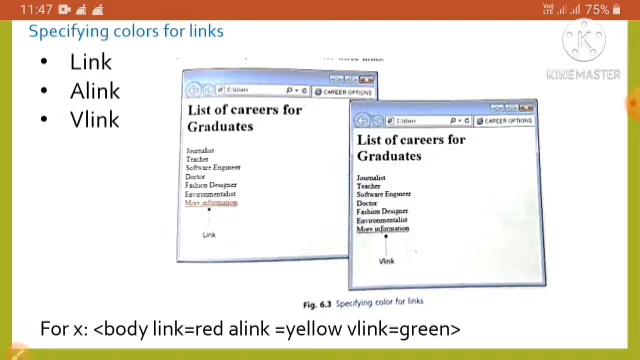 11:47
75%
Specifying colors for links
KINEMASTER
• Link
• Alink
• Vlink
C:\Users
CAREER OPTIONS
List of careers for
Graduates
Journalist
Teacher
Software Engineer
Doctor
Fashion Designer
Environmentalist
More information
Link
C:\Users
CAREER OPTIONS
List of careers for
Graduates
Journalist
Teacher
Software Engineer
Doctor
Fashion Designer
Environmentalist
More information
Vlink
Fig. 6.3 Specifying color for links
For x: <body link=red alink =yellow vlink=green>